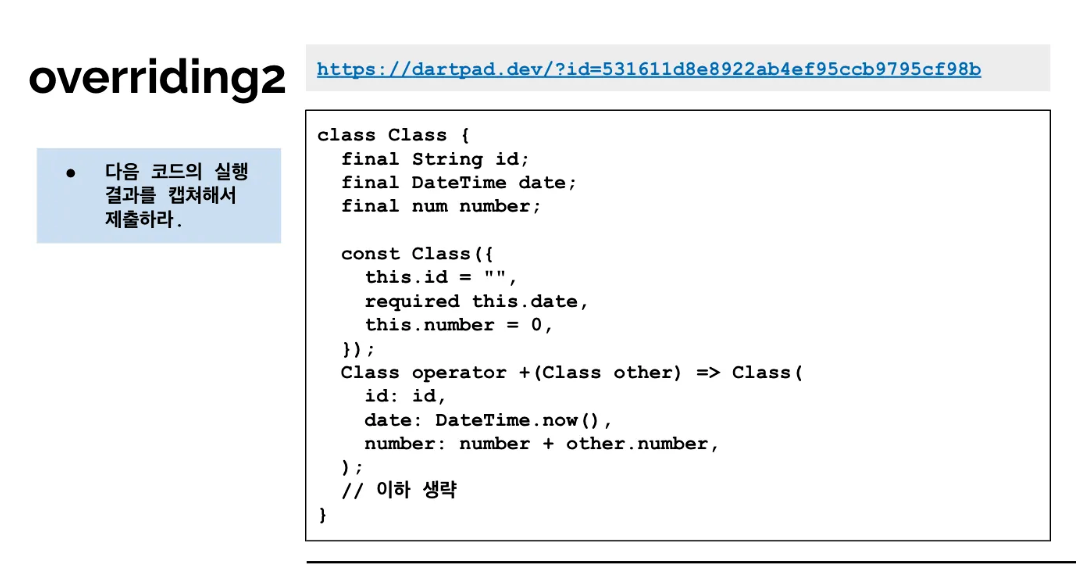 overriding2
https://dartpad.dev/?id=531611d8e8922ab4ef95ccb9795cf98b
● 다음 코드의 실행
결과를 캡쳐해서
제출하라.
class Class {
  final String id;
  final DateTime date;
  final num number;

  const Class({
    this.id = "",
    required this.date,
    this.number = 0,
  });
  Class operator +(Class other) => Class(
    id: id,
    date: DateTime.now(),
    number: number + other.number,
  );
  // 이하 생략
}